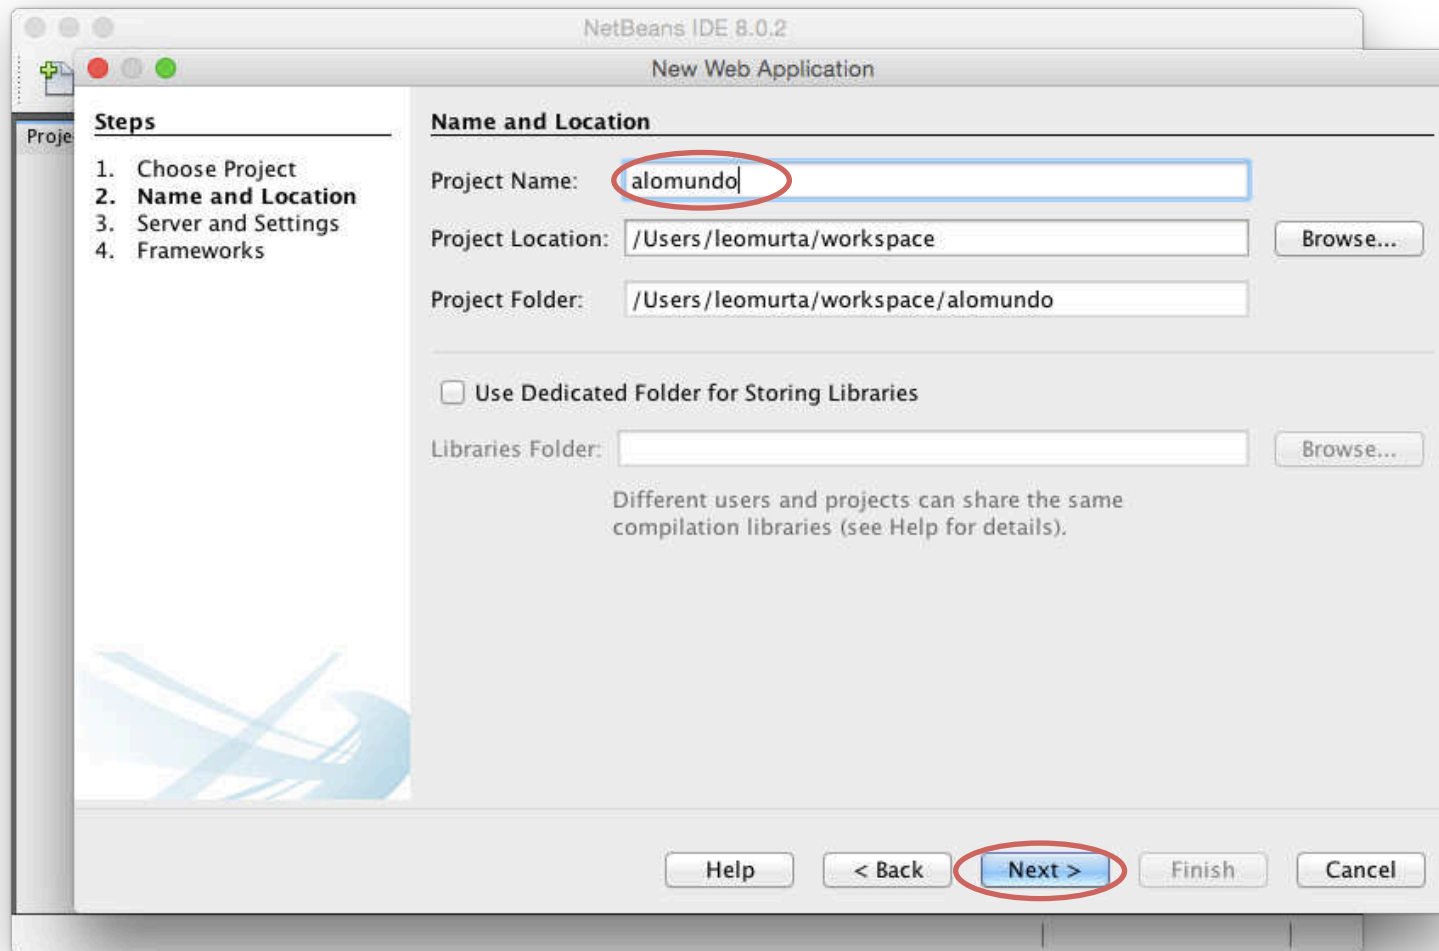 NetBeans IDE 8.0.2
New Web Application
Proje
Steps
1. Choose Project
2. Name and Location
3. Server and Settings
4. Frameworks
Name and Location
Project Name: alomundo
Project Location: /Users/leomurta/workspace Browse...
Project Folder: /Users/leomurta/workspace/alomundo
Use Dedicated Folder for Storing Libraries
Libraries Folder: Browse...
Different users and projects can share the same
compilation libraries (see Help for details).
Help < Back Next > Finish Cancel